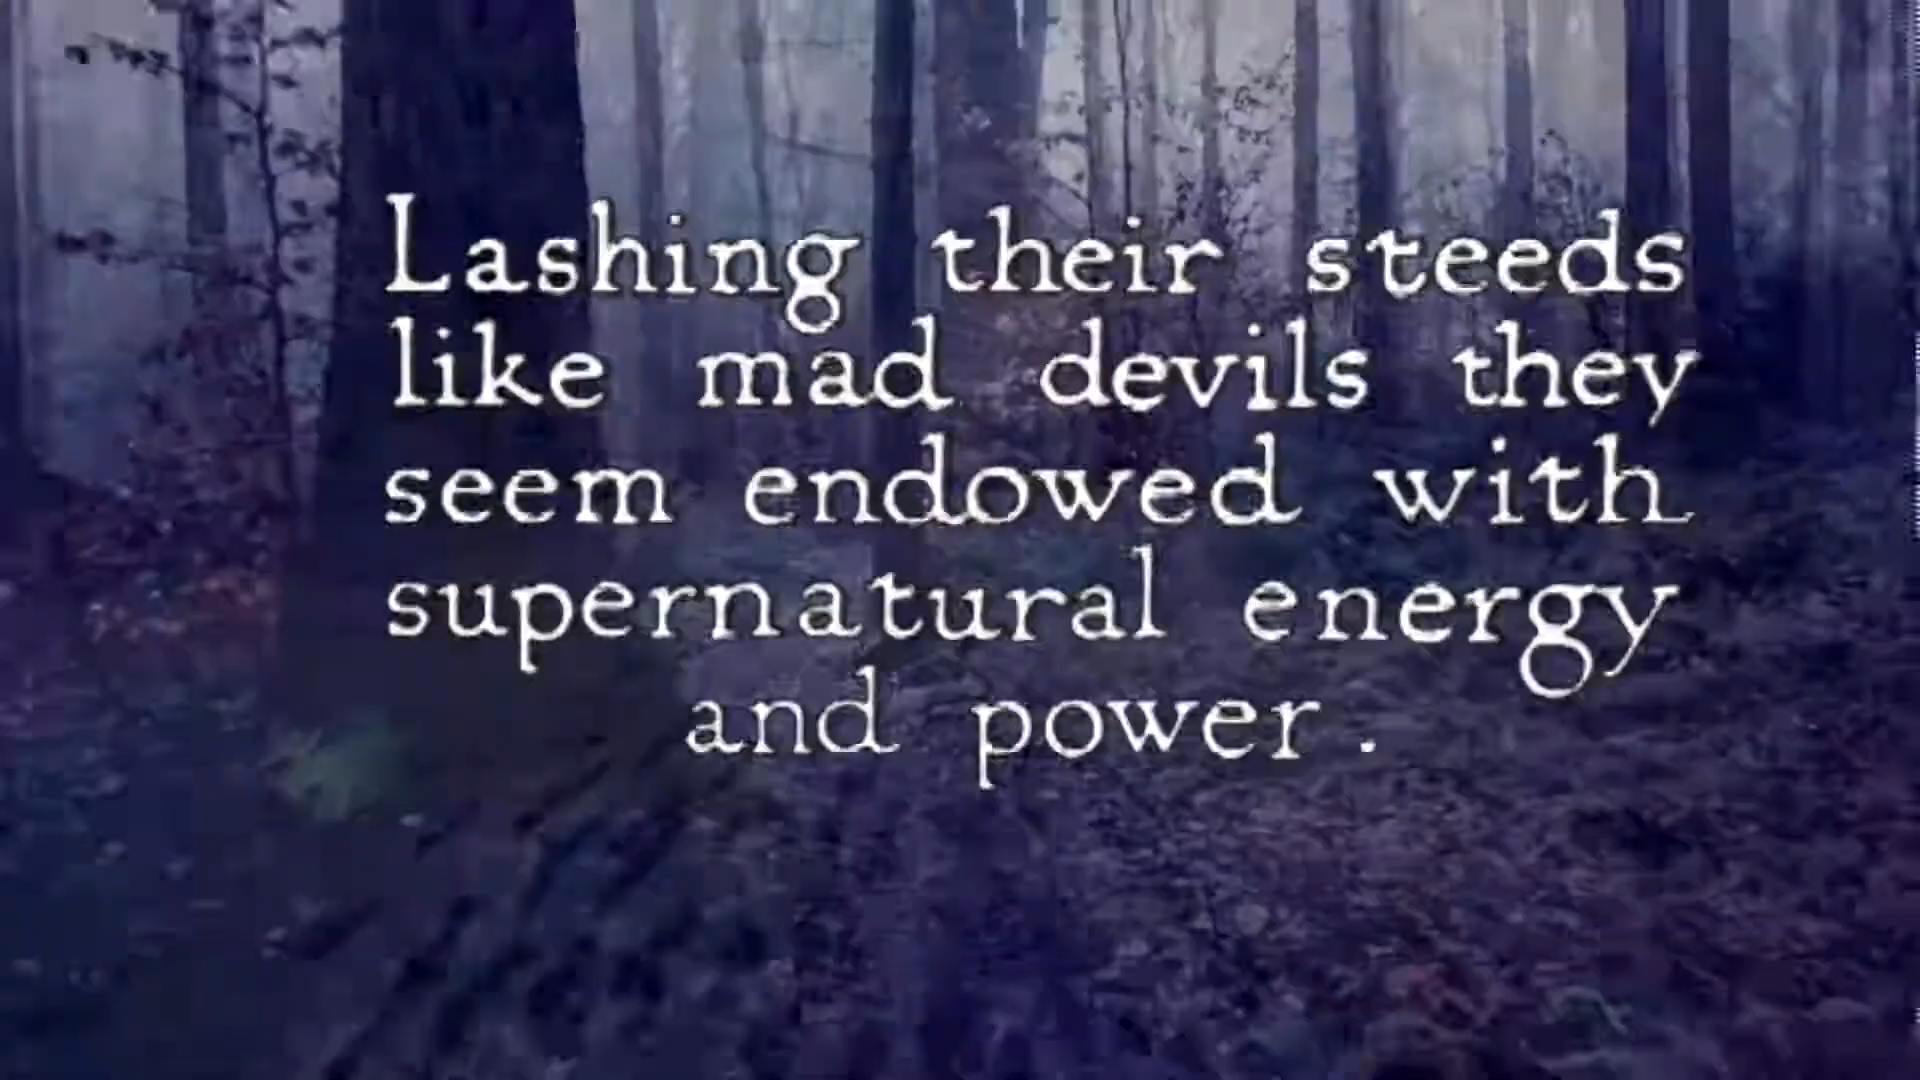 Lashing their steeds
like mad devils they
seem endowed with
supernatural energy
and power.